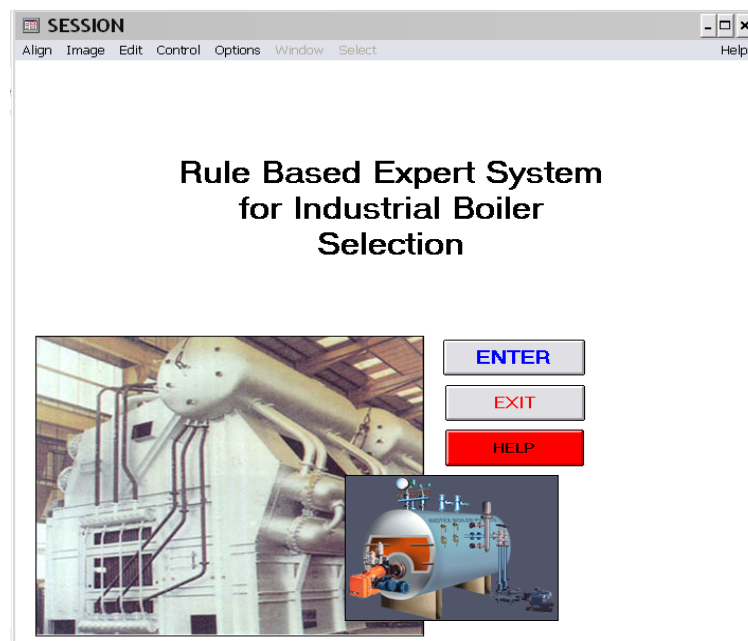 SESSION
Align Image Edit Control Options Window Select Help
Rule Based Expert System
for Industrial Boiler
Selection
ENTER
EXIT
HELP